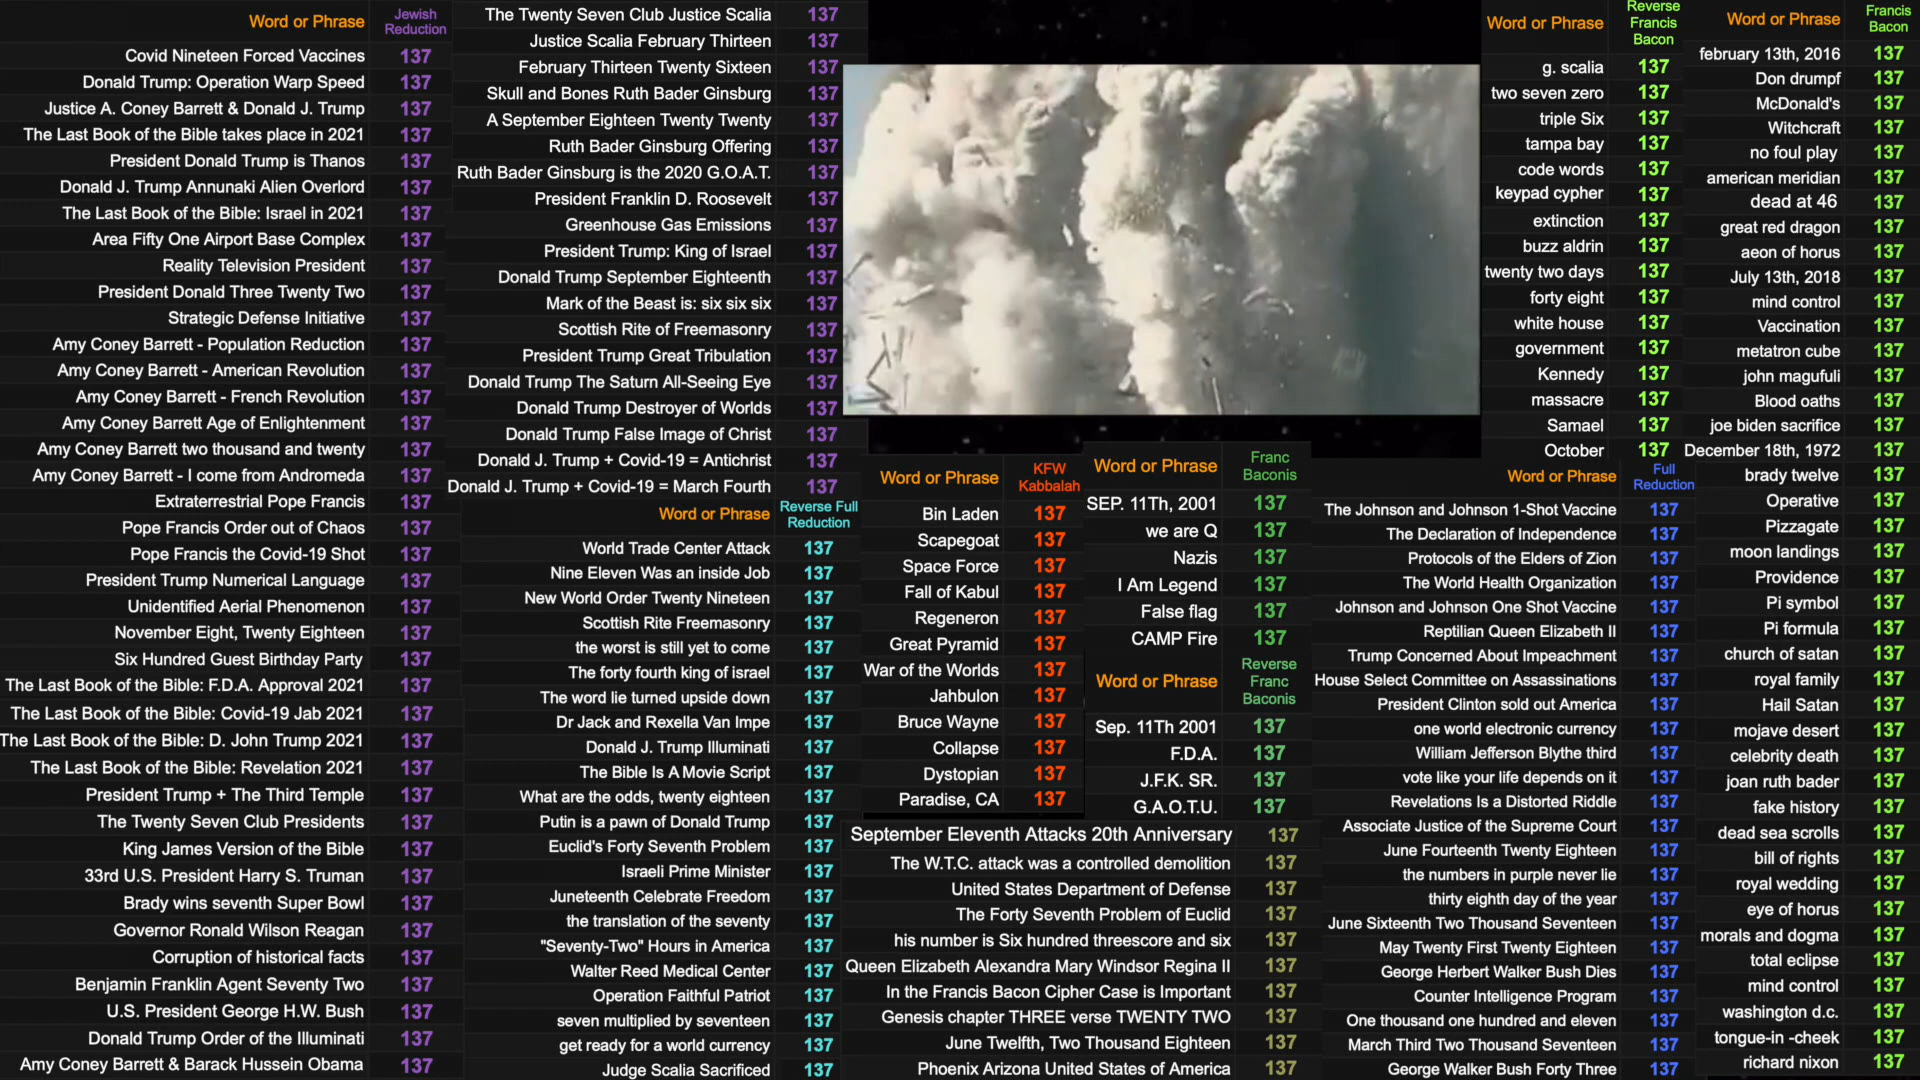 Word or Phrase Jewish Reduction
Covid Nineteen Forced Vaccines 137
Donald Trump: Operation Warp Speed 137
Justice A. Coney Barrett & Donald J. Trump 137
The Last Book of the Bible takes place in 2021 137
President Donald Trump is Thanos 137
Donald J. Trump Annunaki Alien Overlord 137
The Last Book of the Bible: Israel in 2021 137
Area Fifty One Airport Base Complex 137
Reality Television President 137
President Donald Three Twenty Two 137
Strategic Defense Initiative 137
Amy Coney Barrett - Population Reduction 137
Amy Coney Barrett - American Revolution 137
Amy Coney Barrett - French Revolution 137
Amy Coney Barrett Age of Enlightenment 137
Amy Coney Barrett two thousand and twenty 137
Amy Coney Barrett - I come from Andromeda 137
Extraterrestrial Pope Francis 137
Pope Francis Order out of Chaos 137
Pope Francis the Covid-19 Shot 137
President Trump Numerical Language 137
Unidentified Aerial Phenomenon 137
November Eight, Twenty Eighteen 137
Six Hundred Guest Birthday Party 137
The Last Book of the Bible: F.D.A. Approval 2021 137
The Last Book of the Bible: Covid-19 Jab 2021 137
The Last Book of the Bible: D. John Trump 2021 137
The Last Book of the Bible: Revelation 2021 137
President Trump + The Third Temple 137
The Twenty Seven Club Presidents 137
King James Version of the Bible 137
33rd U.S. President Harry S. Truman 137
Brady wins seventh Super Bowl 137
Governor Ronald Wilson Reagan 137
Corruption of historical facts 137
Benjamin Franklin Agent Seventy Two 137
U.S. President George H.W. Bush 137
Donald Trump Order of the Illuminati 137
Amy Coney Barrett & Barack Hussein Obama 137
The Twenty Seven Club Justice Scalia 137
Justice Scalia February Thirteen 137
February Thirteen Twenty Sixteen 137
Skull and Bones Ruth Bader Ginsburg 137
A September Eighteen Twenty Twenty 137
Ruth Bader Ginsburg Offering 137
Ruth Bader Ginsburg is the 2020 G.O.A.T. 137
President Franklin D. Roosevelt 137
Greenhouse Gas Emissions 137
President Trump: King of Israel 137
Donald Trump September Eighteenth 137
Mark of the Beast is: six six six 137
Scottish Rite of Freemasonry 137
President Trump Great Tribulation 137
Donald Trump The Saturn All-Seeing Eye 137
Donald Trump Destroyer of Worlds 137
Donald Trump False Image of Christ 137
Donald J. Trump + Covid-19 = Antichrist 137
Donald J. Trump + Covid-19 = March Fourth 137
Word or Phrase Reverse Full Reduction
World Trade Center Attack 137
Nine Eleven Was an inside Job 137
New World Order Twenty Nineteen 137
Scottish Rite Freemasonry 137
the worst is still yet to come 137
The forty fourth king of israel 137
The word lie turned upside down 137
Dr Jack and Rexella Van Impe 137
Donald J. Trump Illuminati 137
The Bible Is A Movie Script 137
What are the odds, twenty eighteen 137
Putin is a pawn of Donald Trump 137
Euclid's Forty Seventh Problem 137
Israeli Prime Minister 137
Juneteenth Celebrate Freedom 137
the translation of the seventy 137
"Seventy-Two" Hours in America 137
Walter Reed Medical Center 137
Operation Faithful Patriot 137
seven multiplied by seventeen 137
get ready for a world currency 137
Judge Scalia Sacrificed 137
Word or Phrase KFW Kabbalah
Bin Laden 137
Scapegoat 137
Space Force 137
Fall of Kabul 137
Regeneron 137
Great Pyramid 137
War of the Worlds 137
Jahbulon 137
Bruce Wayne 137
Collapse 137
Dystopian 137
Paradise, CA 137
Word or Phrase Franc Baconis
SEP. 11Th, 2001 137
we are Q 137
Nazis 137
I Am Legend 137
False flag 137
CAMP Fire 137
Word or Phrase Reverse Franc Baconis
Sep. 11Th 2001 137
F.D.A. 137
J.F.K. SR. 137
G.A.O.T.U. 137
September Eleventh Attacks 20th Anniversary 137
The W.T.C. attack was a controlled demolition 137
United States Department of Defense 137
The Forty Seventh Problem of Euclid 137
his number is Six hundred threescore and six 137
Queen Elizabeth Alexandra Mary Windsor Regina II 137
In the Francis Bacon Cipher Case is Important 137
Genesis chapter THREE verse TWENTY TWO 137
June Twelfth, Two Thousand Eighteen 137
Phoenix Arizona United States of America 137
Word or Phrase Reverse Francis Bacon
g. scalia 137
two seven zero 137
triple Six 137
tampa bay 137
code words 137
keypad cypher 137
extinction 137
buzz aldrin 137
twenty two days 137
forty eight 137
white house 137
government 137
Kennedy 137
massacre 137
Samael 137
October 137
Word or Phrase Full Reduction
The Johnson and Johnson 1-Shot Vaccine 137
The Declaration of Independence 137
Protocols of the Elders of Zion 137
The World Health Organization 137
Johnson and Johnson One Shot Vaccine 137
Reptilian Queen Elizabeth II 137
Trump Concerned About Impeachment 137
House Select Committee on Assassinations 137
President Clinton sold out America 137
one world electronic currency 137
William Jefferson Blythe third 137
vote like your life depends on it 137
Revelations Is a Distorted Riddle 137
Associate Justice of the Supreme Court 137
June Fourteenth Twenty Eighteen 137
the numbers in purple never lie 137
thirty eighth day of the year 137
June Sixteenth Two Thousand Seventeen 137
May Twenty First Twenty Eighteen 137
George Herbert Walker Bush Dies 137
Counter Intelligence Program 137
One thousand one hundred and eleven 137
March Third Two Thousand Seventeen 137
George Walker Bush Forty Three 137
Word or Phrase Francis Bacon
february 13th, 2016 137
Don drumpf 137
McDonald's 137
Witchcraft 137
no foul play 137
american meridian 137
dead at 46 137
great red dragon 137
aeon of horus 137
July 13th, 2018 137
mind control 137
Vaccination 137
metatron cube 137
john magufuli 137
Blood oaths 137
joe biden sacrifice 137
December 18th, 1972 137
brady twelve 137
Operative 137
Pizzagate 137
moon landings 137
Providence 137
Pi symbol 137
Pi formula 137
church of satan 137
royal family 137
Hail Satan 137
mojave desert 137
celebrity death 137
joan ruth bader 137
fake history 137
dead sea scrolls 137
bill of rights 137
royal wedding 137
eye of horus 137
morals and dogma 137
total eclipse 137
mind control 137
washington d.c. 137
tongue-in -cheek 137
richard nixon 137